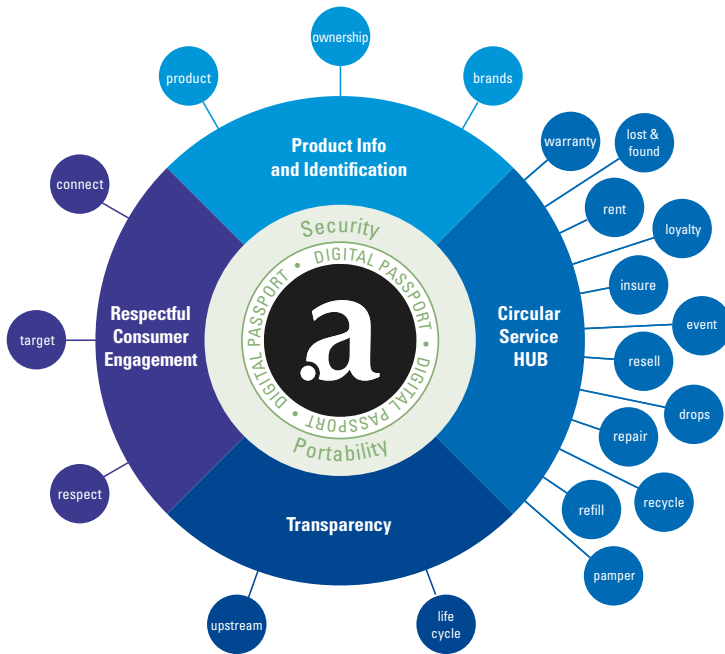 ownership
product
brands
Product Info
and Identification
warranty
lost &
found
connect
rent
loyalty
Security
DIGITAL PASSPORT • DIGITAL PASSPORT • DIGITAL PASSPORT •
.a
insure
Respectful
Consumer
Engagement
Circular
Service
HUB
target
event
resell
drops
repair
Portability
respect
recycle
refill
Transparency
pamper
upstream
life
cycle